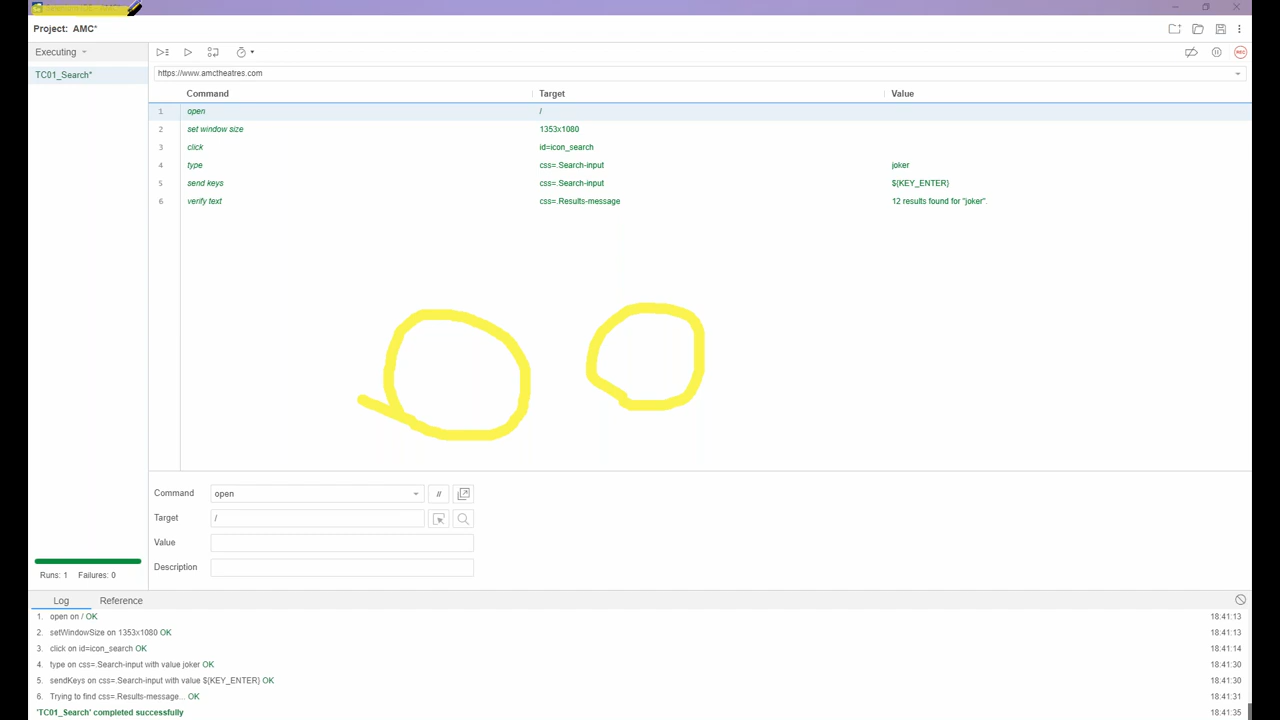 Project: AMC*
Executing
TC01_Search*
https://www.amctheatres.com
Command Target Value
1 open /
2 set window size 1353x1080
3 click id=icon_search
4 type css=.Search-input joker
5 send keys css=.Search-input ${KEY_ENTER}
6 verify text css=.Results-message 12 results found for "joker".
REC
Command open //
Target /
Value
Description
Runs: 1 Failures: 0
Log Reference
1. open on / OK 18:41:13
2. setWindowSize on 1353x1080 OK 18:41:13
3. click on id=icon_search OK 18:41:14
4. type on css=.Search-input with value joker OK 18:41:30
5. sendKeys on css=.Search-input with value ${KEY_ENTER} OK 18:41:30
6. Trying to find css=.Results-message... OK 18:41:31
'TC01_Search' completed successfully 18:41:35